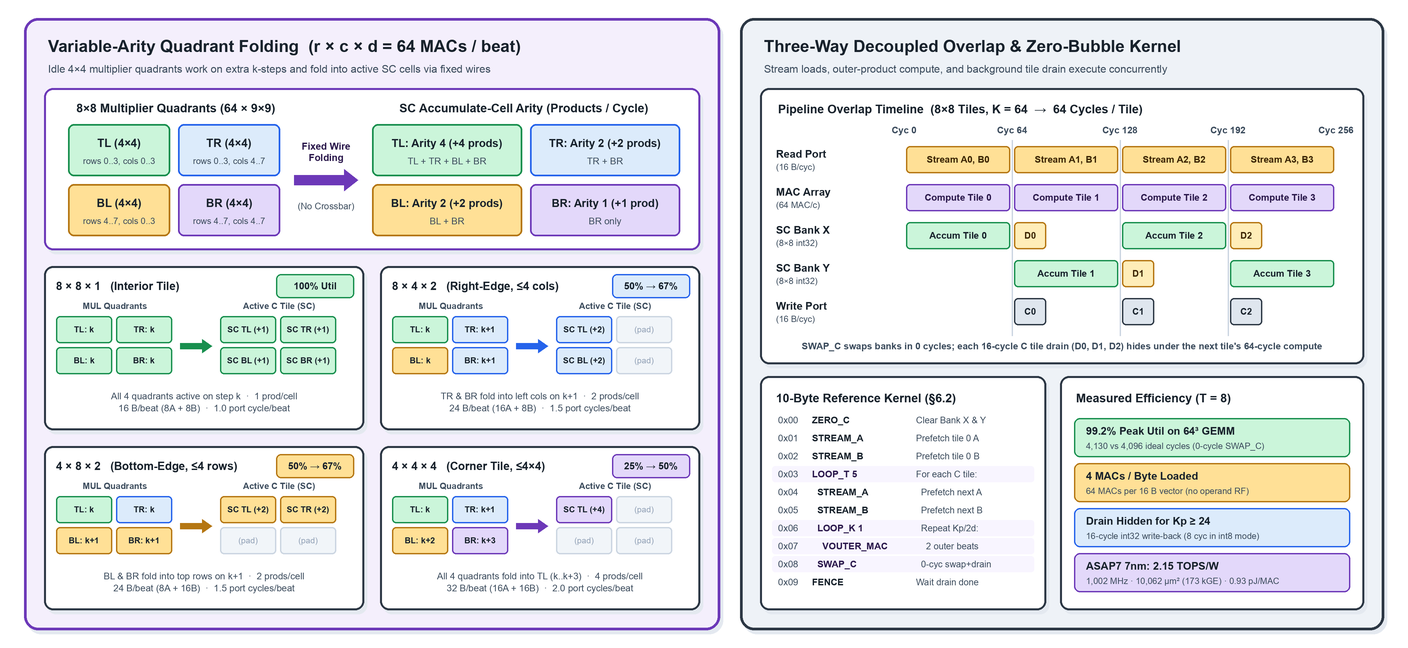 Variable-Arity Quadrant Folding (r × c × d = 64 MACs / beat)
Idle 4×4 multiplier quadrants work on extra k-steps and fold into active SC cells via fixed wires
8×8 Multiplier Quadrants (64 × 9×9)
TL (4×4)
rows 0..3, cols 0..3
TR (4×4)
rows 0..3, cols 4..7
BL (4×4)
rows 4..7, cols 0..3
BR (4×4)
rows 4..7, cols 4..7
Fixed Wire
Folding
(No Crossbar)
SC Accumulate-Cell Arity (Products / Cycle)
TL: Arity 4 (+4 prods)
TL + TR + BL + BR
TR: Arity 2 (+2 prods)
TR + BR
BL: Arity 2 (+2 prods)
BL + BR
BR: Arity 1 (+1 prod)
BR only
8 × 8 × 1 (Interior Tile)
100% Util
MUL Quadrants
Active C Tile (SC)
TL: k
TR: k
SC TL (+1)
SC TR (+1)
BL: k
BR: k
SC BL (+1)
SC BR (+1)
All 4 quadrants active on step k · 1 prod/cell
16 B/beat (8A + 8B) · 1.0 port cycle/beat
8 × 4 × 2 (Right-Edge, ≤4 cols)
50% → 67%
MUL Quadrants
Active C Tile (SC)
TL: k
TR: k+1
SC TL (+2)
(pad)
BL: k
BR: k+1
SC BL (+2)
(pad)
TR & BR fold into left cols on k+1 · 2 prods/cell
24 B/beat (16A + 8B) · 1.5 port cycles/beat
4 × 8 × 2 (Bottom-Edge, ≤4 rows)
50% → 67%
MUL Quadrants
Active C Tile (SC)
TL: k
TR: k
SC TL (+2)
SC TR (+2)
BL: k+1
BR: k+1
(pad)
(pad)
BL & BR fold into top rows on k+1 · 2 prods/cell
24 B/beat (8A + 16B) · 1.5 port cycles/beat
4 × 4 × 4 (Corner Tile, ≤4×4)
25% → 50%
MUL Quadrants
Active C Tile (SC)
TL: k
TR: k+1
SC TL (+4)
(pad)
BL: k+2
BR: k+3
(pad)
(pad)
All 4 quadrants fold into TL (k..k+3) · 4 prods/cell
32 B/beat (16A + 16B) · 2.0 port cycles/beat
Three-Way Decoupled Overlap & Zero-Bubble Kernel
Stream loads, outer-product compute, and background tile drain execute concurrently
Pipeline Overlap Timeline (8×8 Tiles, K = 64 → 64 Cycles / Tile)
Cyc 0
Cyc 64
Cyc 128
Cyc 192
Cyc 256
Read Port
(16 B/cyc)
Stream A0, B0
Stream A1, B1
Stream A2, B2
Stream A3, B3
MAC Array
(64 MAC/c)
Compute Tile 0
Compute Tile 1
Compute Tile 2
Compute Tile 3
SC Bank X
(8×8 int32)
Accum Tile 0
D0
Accum Tile 2
D2
SC Bank Y
(8×8 int32)
Accum Tile 1
D1
Accum Tile 3
Write Port
(16 B/cyc)
C0
C1
C2
SWAP_C swaps banks in 0 cycles; each 16-cycle C tile drain (D0, D1, D2) hides under the next tile's 64-cycle compute
10-Byte Reference Kernel (§6.2)
0x00 ZERO_C Clear Bank X & Y
0x01 STREAM_A Prefetch tile 0 A
0x02 STREAM_B Prefetch tile 0 B
0x03 LOOP_T 5 For each C tile:
0x04 STREAM_A Prefetch next A
0x05 STREAM_B Prefetch next B
0x06 LOOP_K 1 Repeat Kp/2d:
0x07 VOUTER_MAC 2 outer beats
0x08 SWAP_C 0-cyc swap+drain
0x09 FENCE Wait drain done
Measured Efficiency (T = 8)
99.2% Peak Util on 64³ GEMM
4,130 vs 4,096 ideal cycles (0-cycle SWAP_C)
4 MACs / Byte Loaded
64 MACs per 16 B vector (no operand RF)
Drain Hidden for Kp ≥ 24
16-cycle int32 write-back (8 cyc in int8 mode)
ASAP7 7nm: 2.15 TOPS/W
1,002 MHz · 10,062 μm² (173 kGE) · 0.93 pJ/MAC